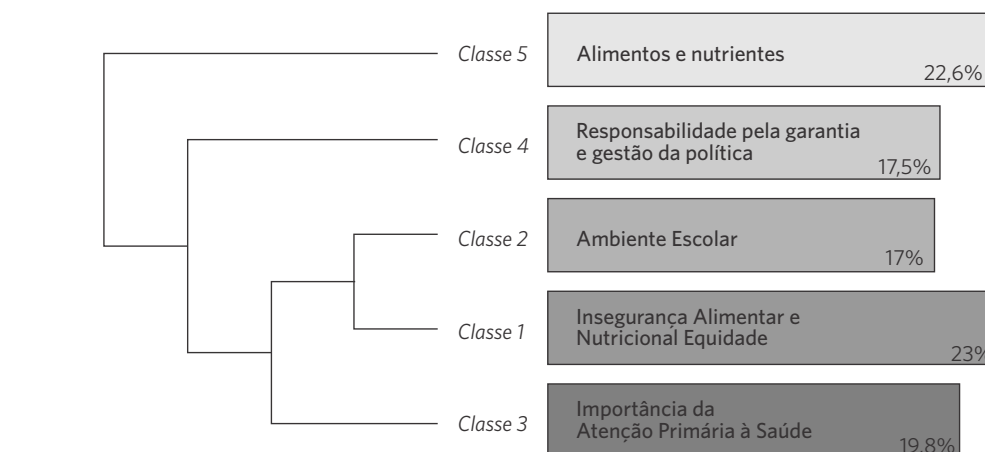 Classe 5
Alimentos e nutrientes
22,6%
Classe 4
Responsabilidade pela garantia
e gestão da política
17,5%
Classe 2
Ambiente Escolar
17%
Classe 1
Insegurança Alimentar e
Nutricional Equidade
23%
Classe 3
Importância da
Atenção Primária à Saúde
19,8%